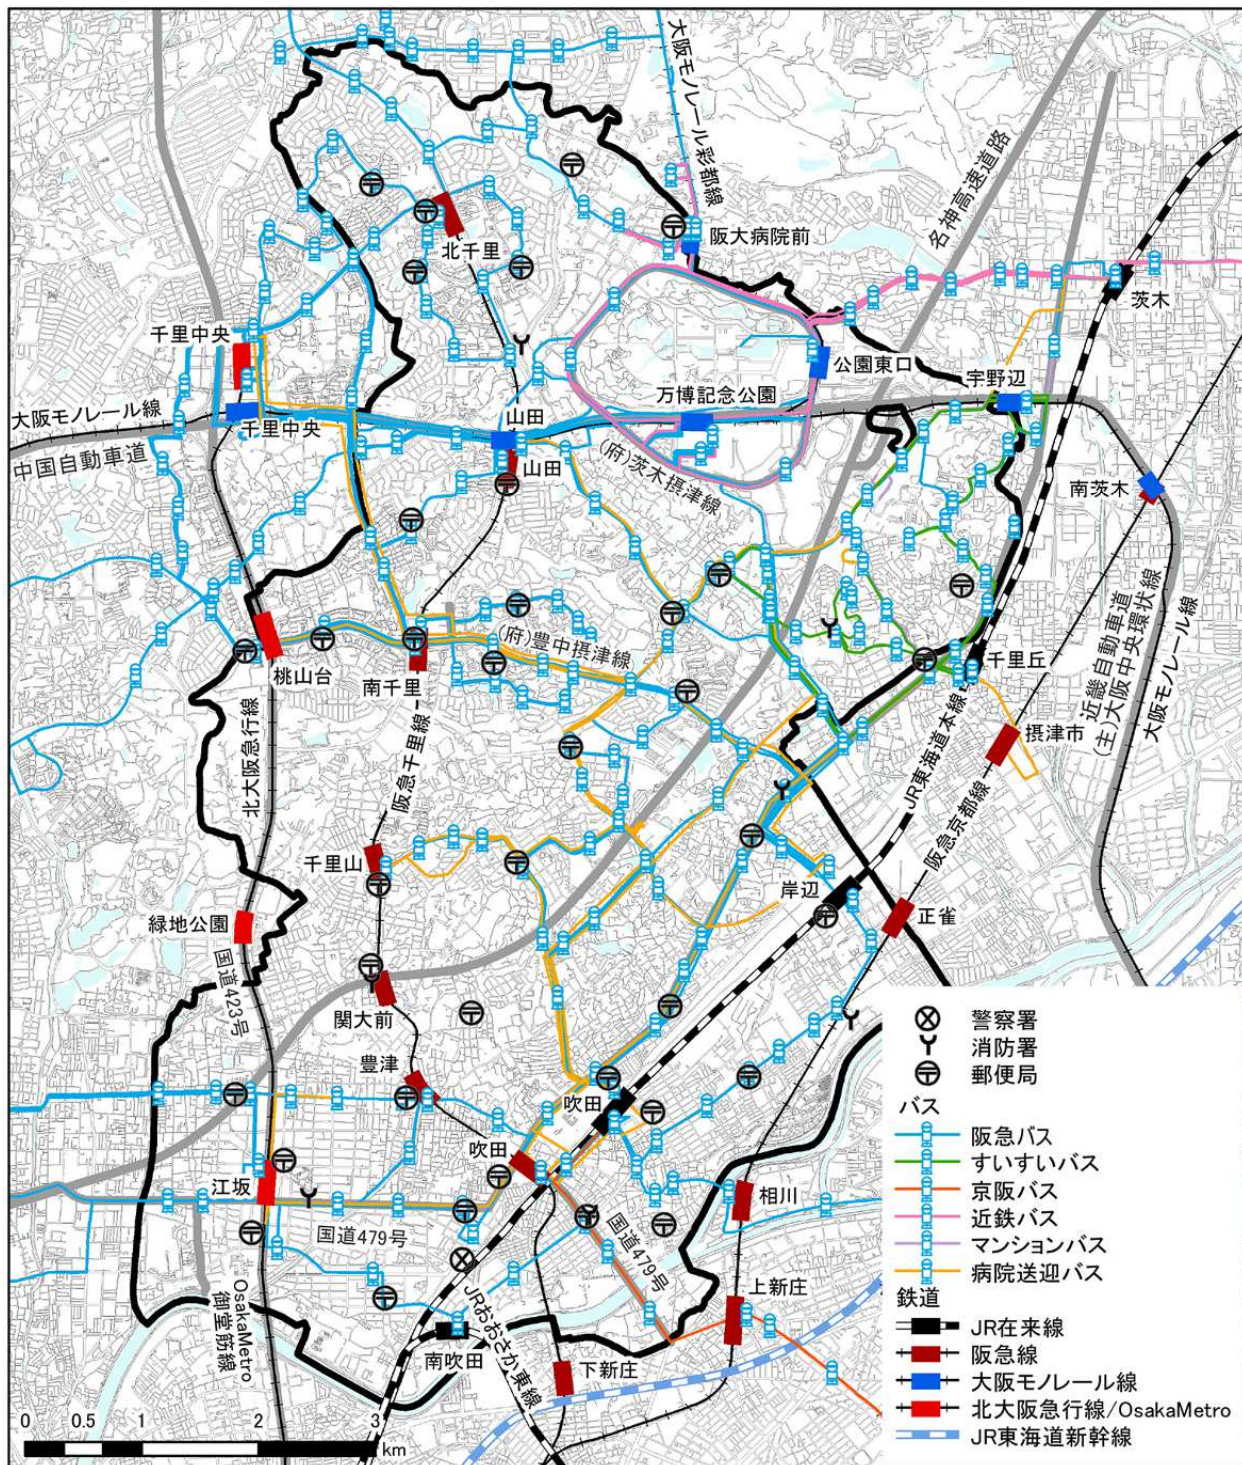 大阪モノレール彩都線
名神高速道路
阪大病院前
北千里
茨木
千里中央
公園東口
宇野辺
万博記念公園
山田
大阪モノレール線
千里中央
中国自動車道
山田
(府)茨木摂津線
南茨木
(府)豊中摂津線
千里丘
桃山台
南千里
近畿自動車道
(主)大阪中央環状線
大阪モノレール線
摂津市
北大阪急行線
阪急千里線
JR東海道本線
阪急京都線
千里山
岸辺
正雀
緑地公園
国道423号
関大前
豊津
吹田
吹田
江坂
相川
国道479号
国道479号
上新庄
OsakaMetro
御堂筋線
JRおおさか東線
南吹田
下新庄
警察署
消防署
郵便局
バス
阪急バス
すいすいバス
京阪バス
近鉄バス
マンションバス
病院送迎バス
鉄道
JR在来線
阪急線
大阪モノレール線
北大阪急行線/OsakaMetro
JR東海道新幹線
0 0.5 1 2 3
km